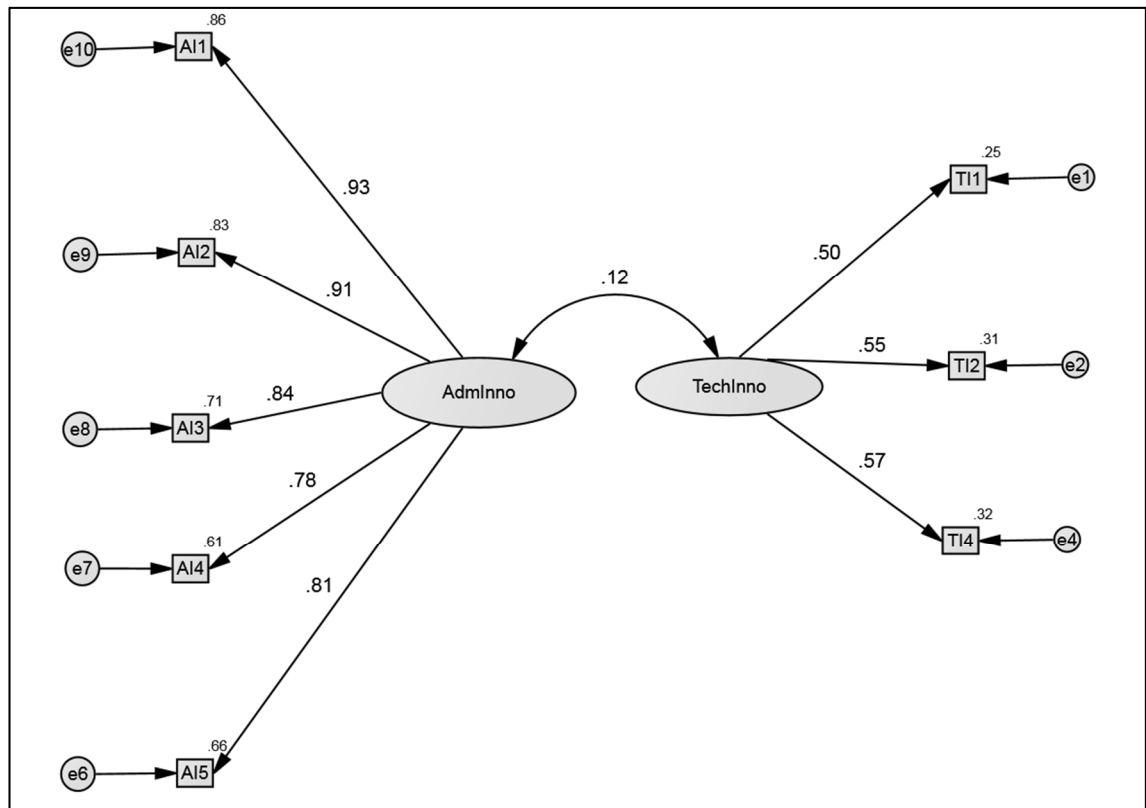 .86
e10
AI1
.93
.25
TI1
e1
.83
e9
AI2
.91
.50
.12
.31
.55
TI2
e2
AdmInno
TechInno
.71
.84
e8
AI3
.57
.78
.32
.61
TI4
e4
e7
AI4
.81
.66
e6
AI5